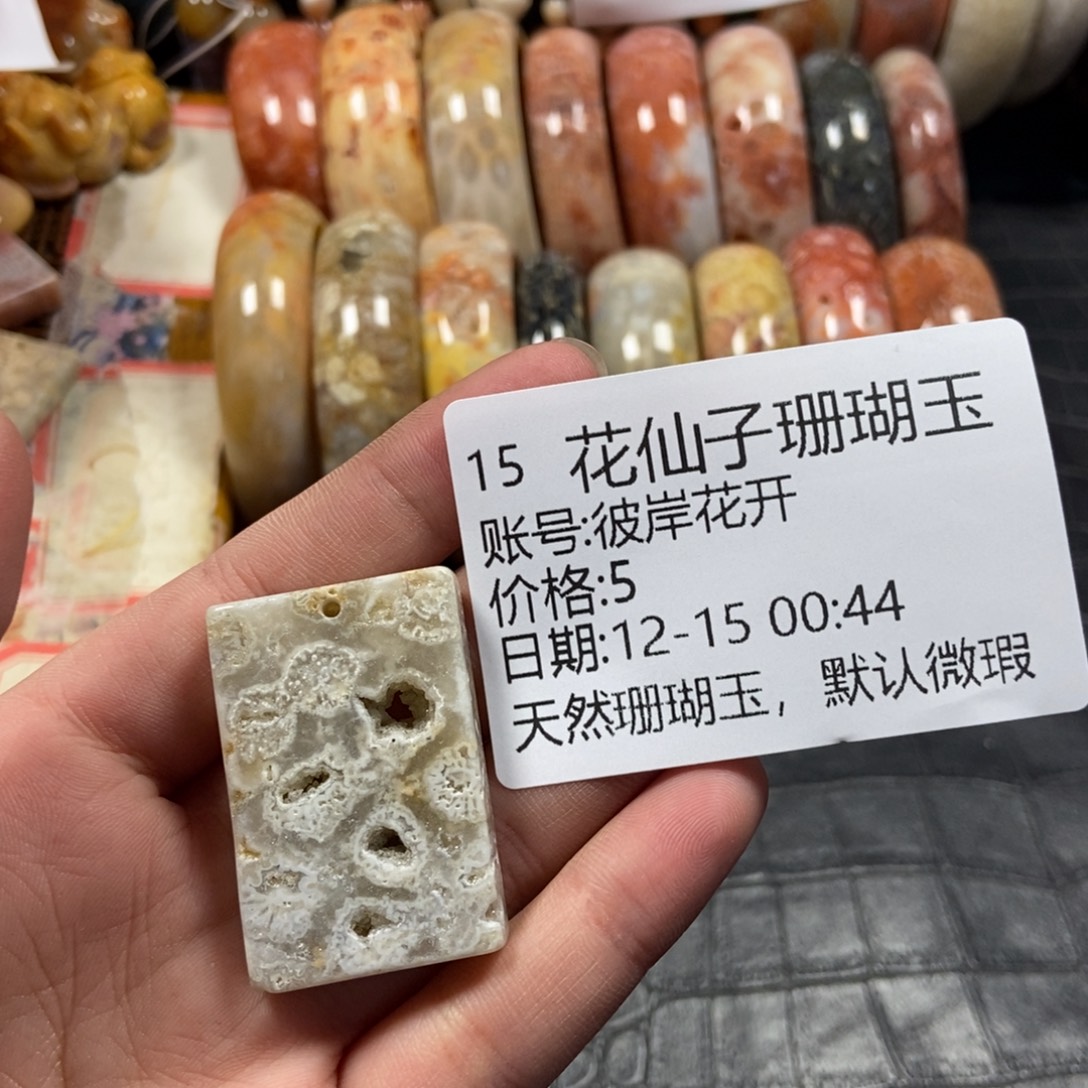 15 花仙子珊瑚玉
账号:彼岸花开
价格:5
日期:12-15 00:44
天然珊瑚玉，默认微瑕